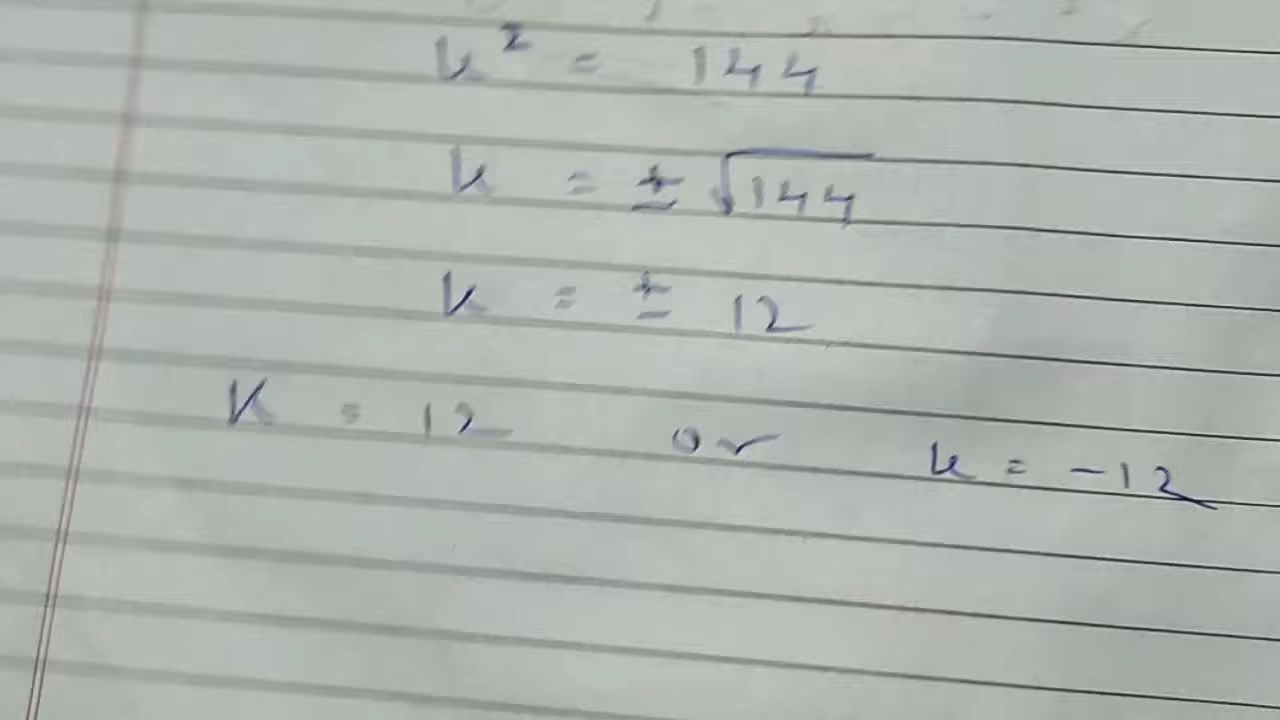 k² = 144
k = ± √144
k = ± 12
K = 12 or k = -12